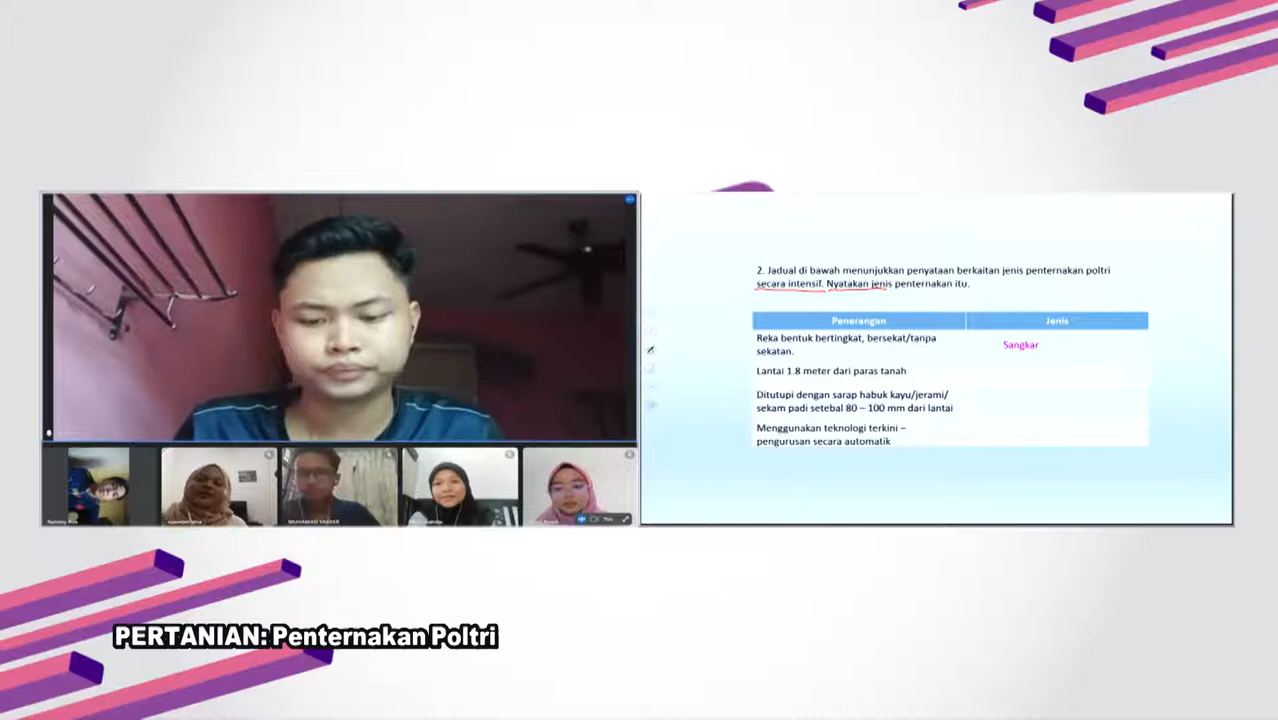 2. Jadual di bawah menunjukkan penyataan berkaitan jenis penternakan poltri
secara intensif. Nyatakan jenis penternakan itu.
Penerangan Jenis
Reka bentuk bertingkat, bersekat/tanpa
sekatan.
Sangkar
Lantai 1.8 meter dari paras tanah
Ditutupi dengan sarap habuk kayu/jerami/
sekam padi setebal 80 – 100 mm dari lantai
Menggunakan teknologi terkini –
pengurusan secara automatik
MUHAMAD YASSER
PERTANIAN: Penternakan Poltri